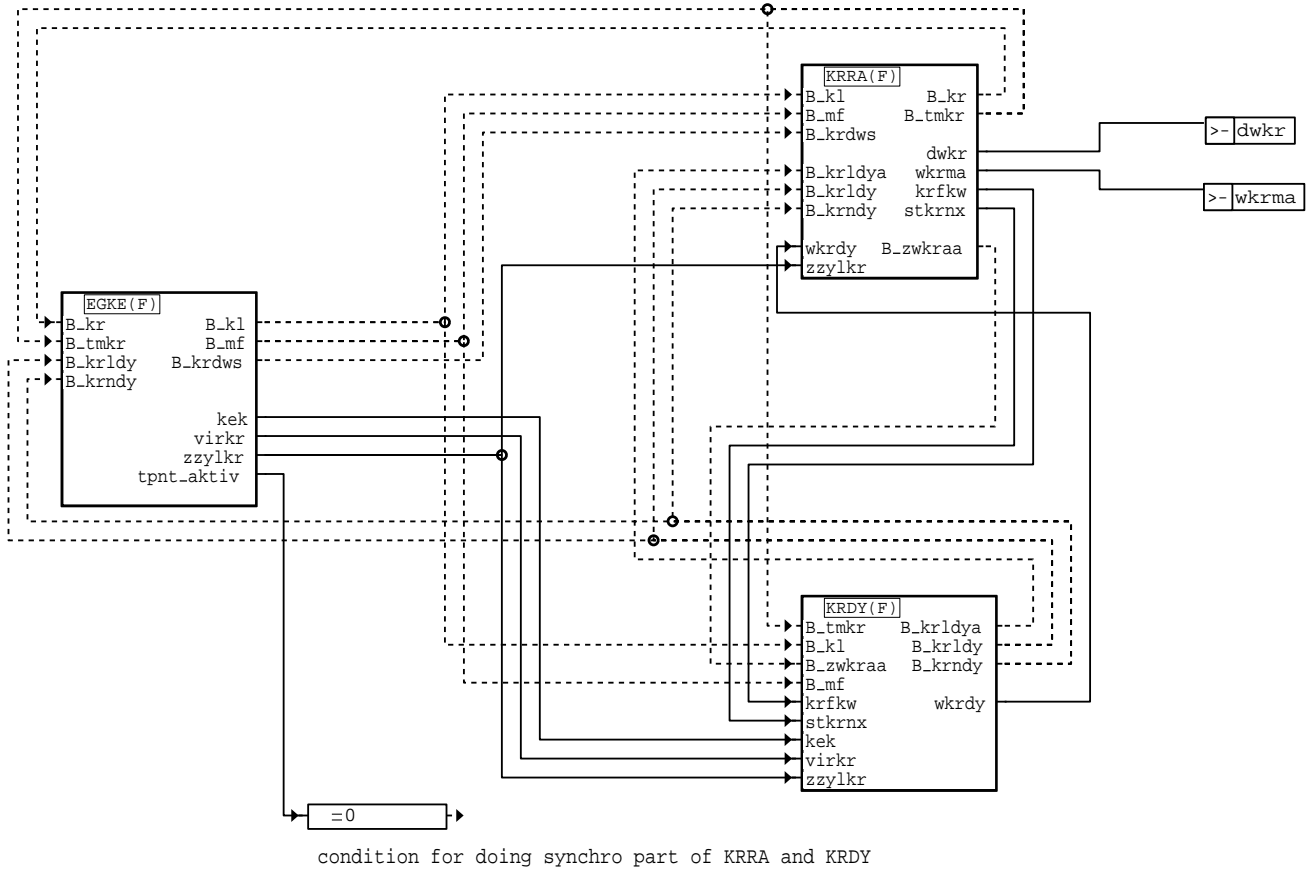 KRRA(F)
B_kl B_kr
B_mf B_tmkr
B_krdws
dwkr
B_krldya wkrma
B_krldy krfkw
B_krndy stkrnx
wkrdy B_zwkraa
zzylkr
>- dwkr
>- wkrma
EGKE(F)
B_kr B_kl
B_tmkr B_mf
B_krldy B_krdws
B_krndy
kek
virkr
zzylkr
tpnt_aktiv
KRDY(F)
B_tmkr B_krldya
B_kl B_krldy
B_zwkraa B_krndy
B_mf
krfkw wkrdy
stkrnx
kek
virkr
zzylkr
=0
condition for doing synchro part of KRRA and KRDY